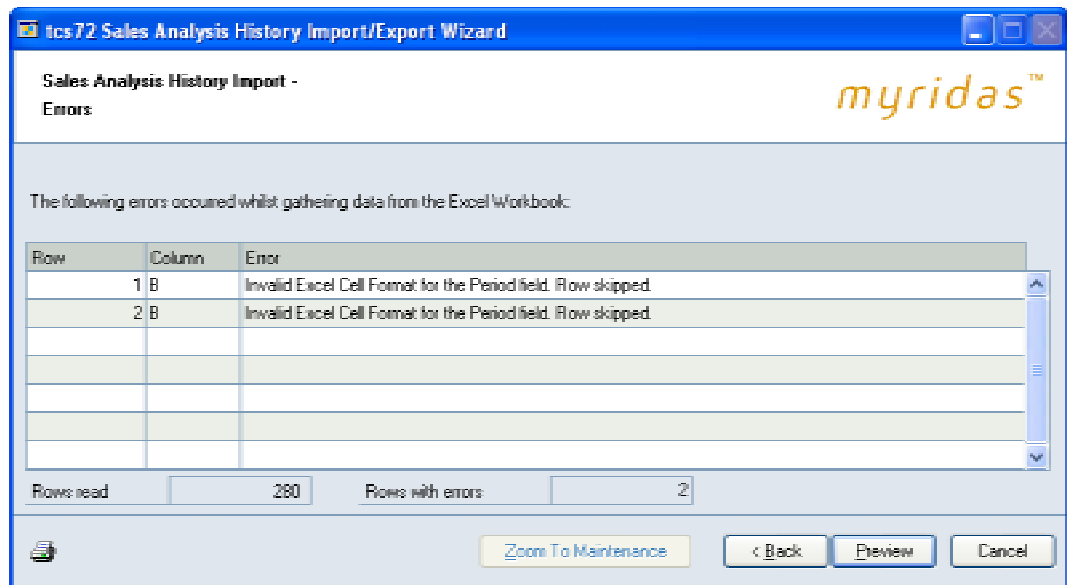 tcs72 Sales Analysis History Import/Export Wizard
Sales Analysis History Import -
Errors
myridas™
The following errors occurred whilst gathering data from the Excel Workbook:
Row Column Error
1 B Invalid Excel Cell Format for the Period field. Row skipped.
2 B Invalid Excel Cell Format for the Period field. Row skipped.
Rows read 280 Rows with errors 2
Zoom To Maintenance < Back Preview Cancel